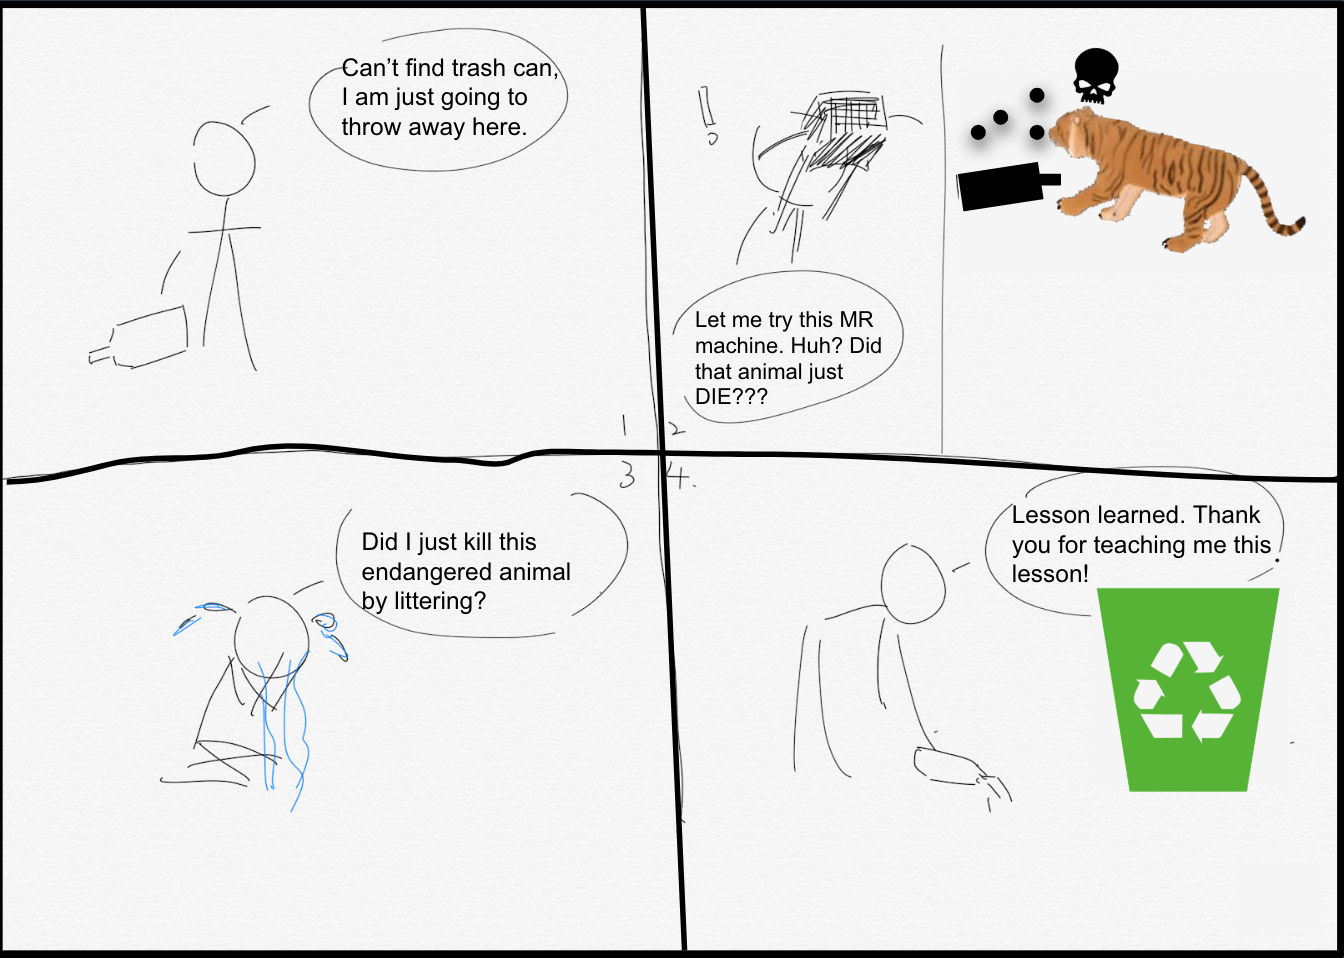 Can't find trash can,
I am just going to
throw away here.
!
?
Let me try this MR
machine. Huh? Did
that animal just
DIE???
1
2
3
4.
Did I just kill this
endangered animal
by littering?
Lesson learned. Thank
you for teaching me this
lesson!